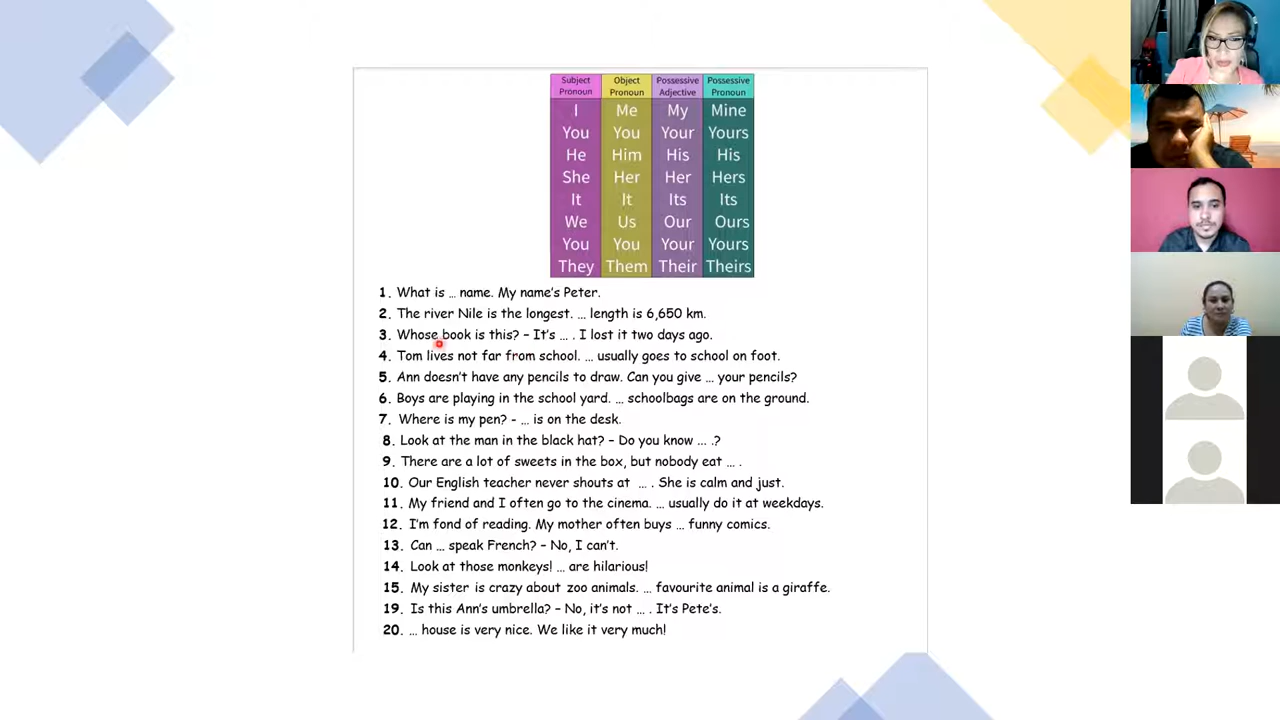 Subject Pronoun Object Pronoun Possessive Adjective Possessive Pronoun
I Me My Mine
You You Your Yours
He Him His His
She Her Her Hers
It It Its Its
We Us Our Ours
You You Your Yours
They Them Their Theirs
1. What is ... name. My name's Peter.
2. The river Nile is the longest. ... length is 6,650 km.
3. Whose book is this? – It's ... . I lost it two days ago.
4. Tom lives not far from school. ... usually goes to school on foot.
5. Ann doesn't have any pencils to draw. Can you give ... your pencils?
6. Boys are playing in the school yard. ... schoolbags are on the ground.
7. Where is my pen? - ... is on the desk.
8. Look at the man in the black hat? – Do you know ... .?
9. There are a lot of sweets in the box, but nobody eat ... .
10. Our English teacher never shouts at ... . She is calm and just.
11. My friend and I often go to the cinema. ... usually do it at weekdays.
12. I'm fond of reading. My mother often buys ... funny comics.
13. Can ... speak French? – No, I can't.
14. Look at those monkeys! ... are hilarious!
15. My sister is crazy about zoo animals. ... favourite animal is a giraffe.
19. Is this Ann's umbrella? – No, it's not ... . It's Pete's.
20. ... house is very nice. We like it very much!